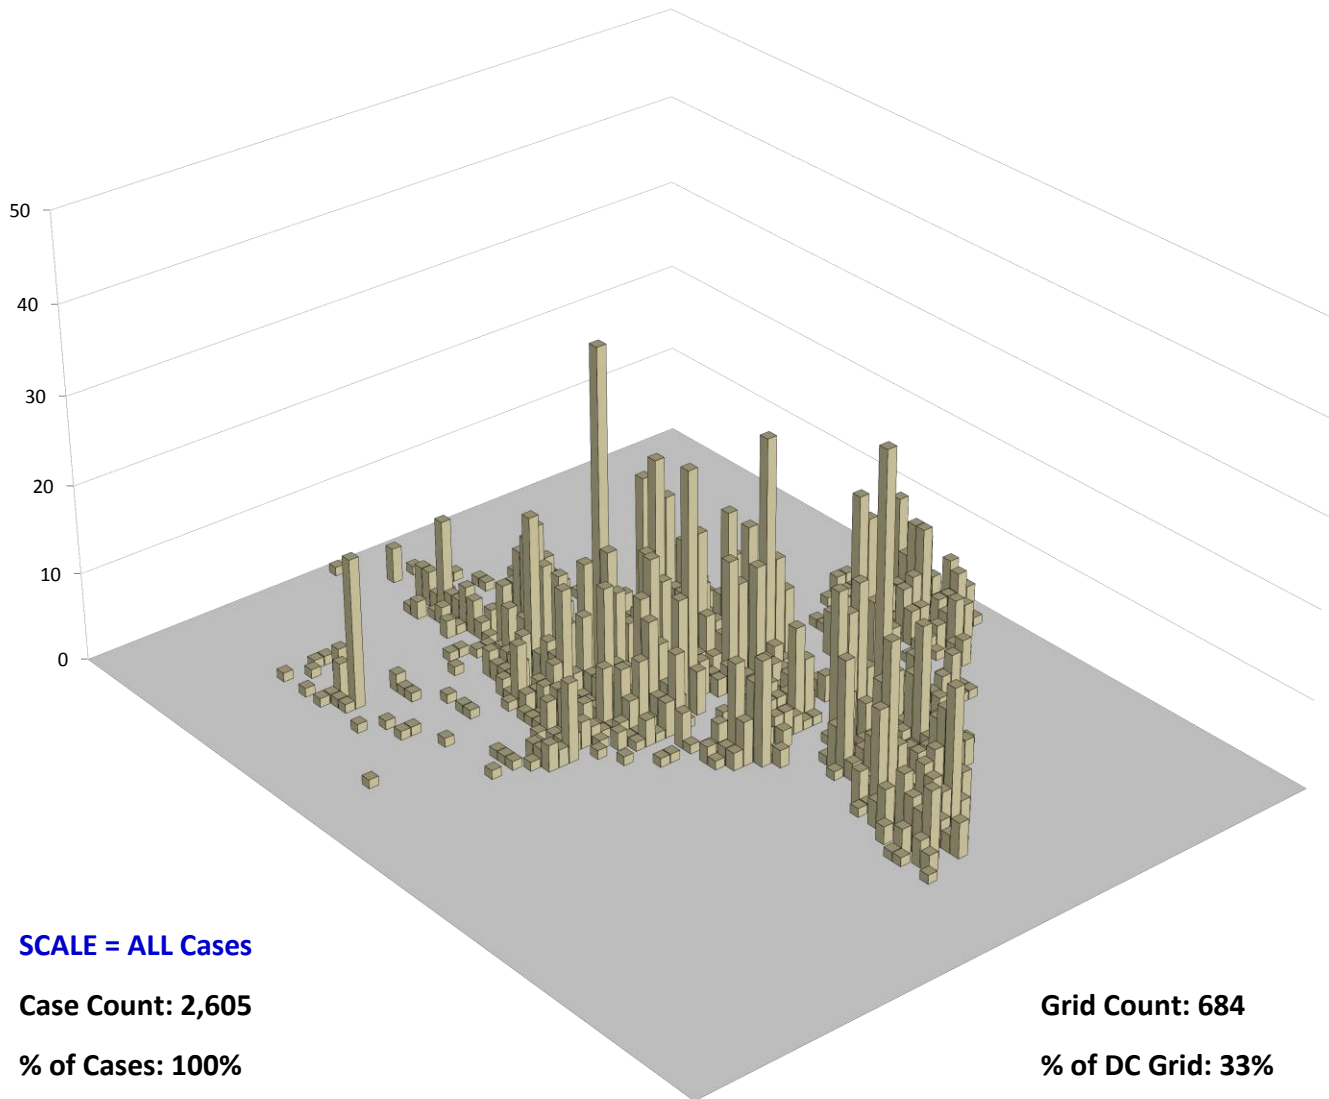 50
40
30
20
10
0
SCALE = ALL Cases
Case Count: 2,605
Grid Count: 684
% of Cases: 100%
% of DC Grid: 33%